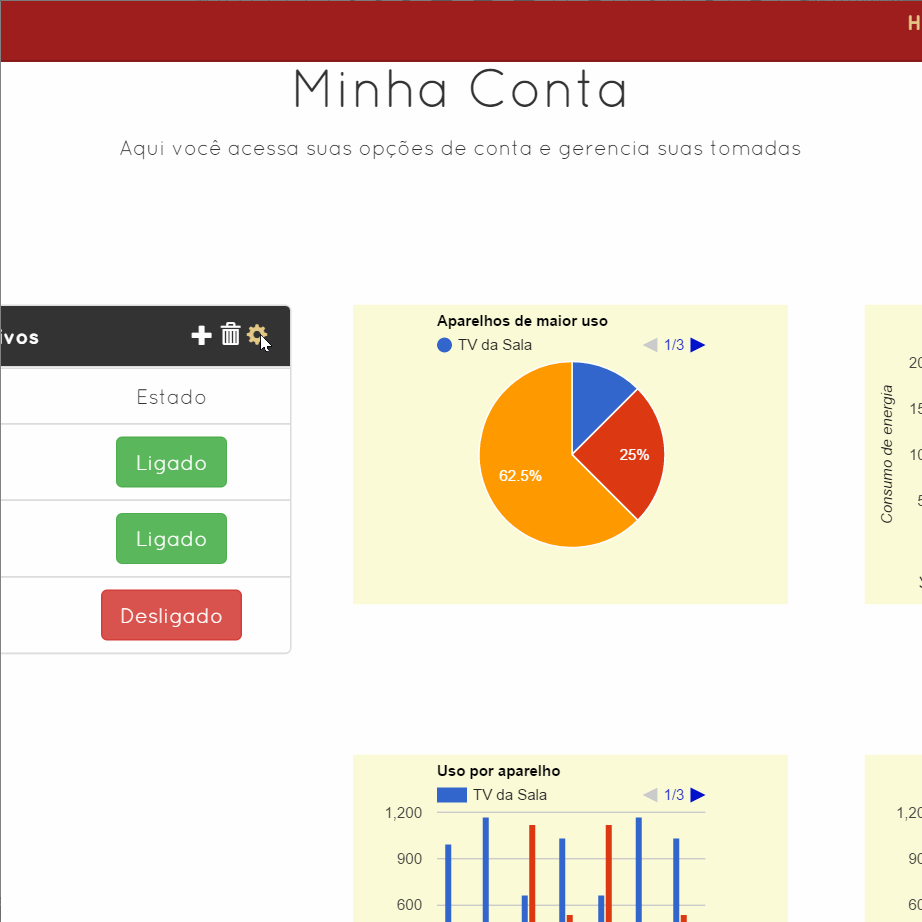 H
Minha Conta
Aqui você acessa suas opções de conta e gerencia suas tomadas
ivos
Estado
Ligado
Ligado
Desligado
Aparelhos de maior uso
TV da Sala
1/3
25%
62.5%
Consumo de energia
20
15
10
5
Uso por aparelho
TV da Sala
1/3
1,200
900
600
1,20
90
60